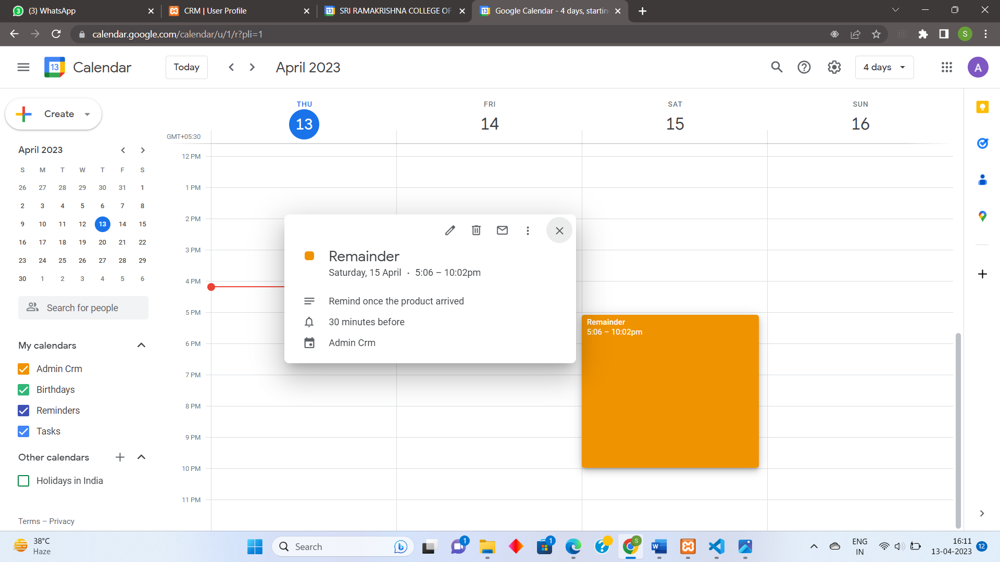 (3) WhatsApp
CRM | User Profile
SRI RAMAKRISHNA COLLEGE OF
Google Calendar - 4 days, startin
calendar.google.com/calendar/u/1/r?pli=1
S
13
Calendar
Today
April 2023
4 days
A
Create
THU
13
FRI
14
SAT
15
SUN
16
GMT+05:30
April 2023
S M T W T F S
26 27 28 29 30 31 1
2 3 4 5 6 7 8
9 10 11 12 13 14 15
16 17 18 19 20 21 22
23 24 25 26 27 28 29
30 1 2 3 4 5 6
Search for people
My calendars
Admin Crm
Birthdays
Reminders
Tasks
Other calendars
Holidays in India
Terms – Privacy
12 PM
1 PM
2 PM
3 PM
4 PM
5 PM
6 PM
7 PM
8 PM
9 PM
10 PM
11 PM
Remainder
Saturday, 15 April · 5:06 – 10:02pm
Remind once the product arrived
30 minutes before
Admin Crm
Remainder
5:06 – 10:02pm
38°C
Haze
Search
1
1
S
ENG
IN
16:11
13-04-2023
12